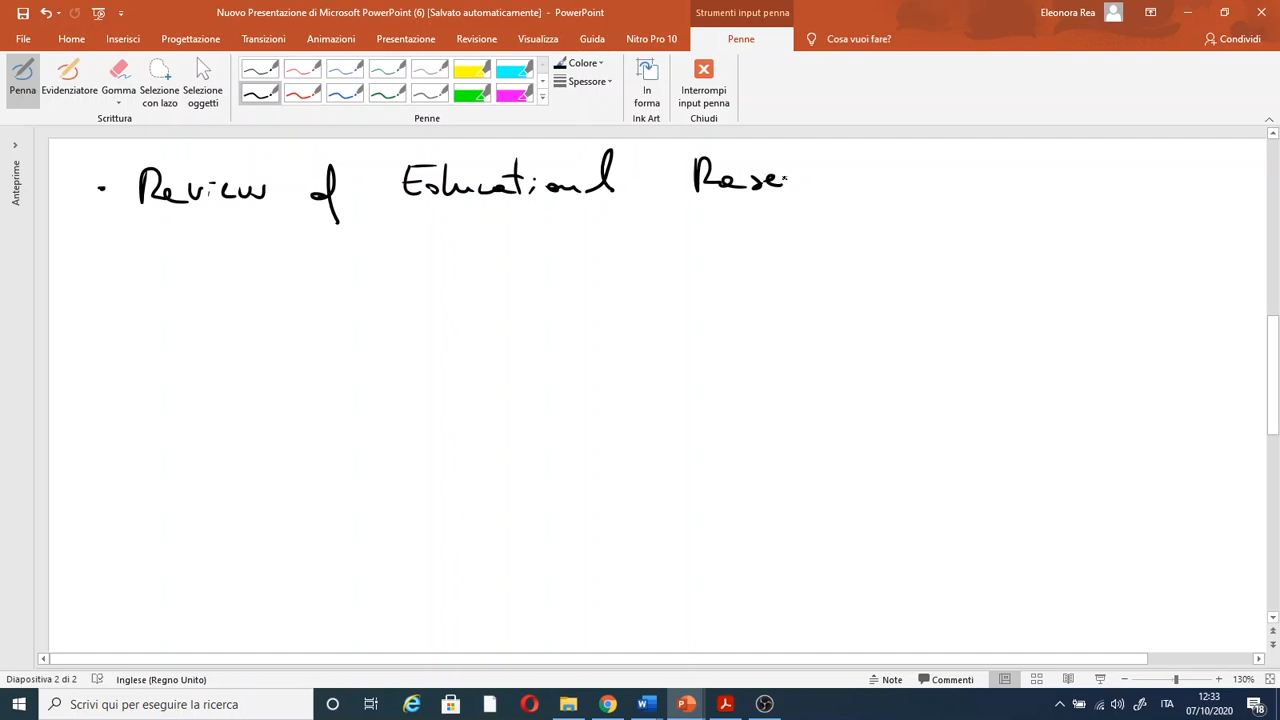 Nuovo Presentazione di Microsoft PowerPoint (6) [Salvato automaticamente] - PowerPoint
Strumenti input penna
Eleonora Rea
File Home Inserisci Progettazione Transizioni Animazioni Presentazione Revisione Visualizza Guida Nitro Pro 10 Penne Cosa vuoi fare? Condividi
Penna Evidenziatore Gomma Selezione con lazo Selezione oggetti
Colore
Spessore
In forma
Interrompi input penna
Scrittura Penne Ink Art Chiudi
Anteprime
• Review of Educational Rese
Diapositiva 2 di 2 Inglese (Regno Unito) Note Commenti 130%
Scrivi qui per eseguire la ricerca
ITA
12:33
07/10/2020
18